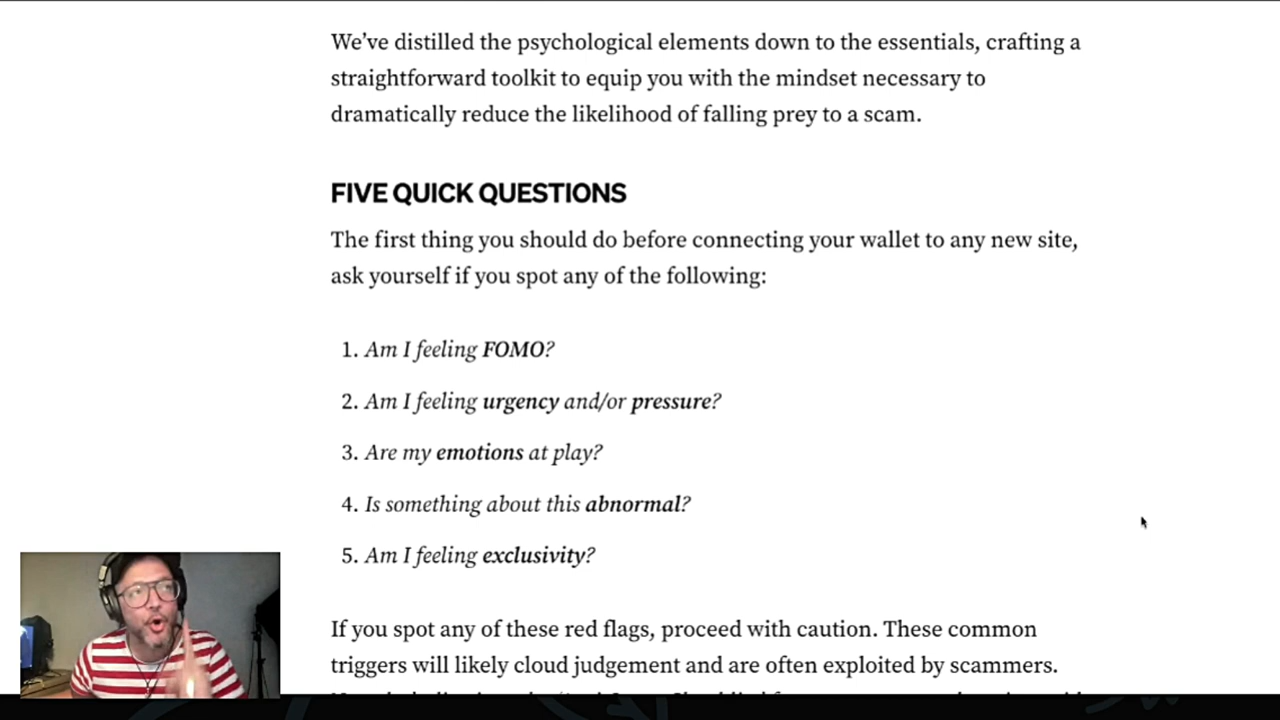 We've distilled the psychological elements down to the essentials, crafting a
straightforward toolkit to equip you with the mindset necessary to
dramatically reduce the likelihood of falling prey to a scam.
FIVE QUICK QUESTIONS
The first thing you should do before connecting your wallet to any new site,
ask yourself if you spot any of the following:
1. Am I feeling FOMO?
2. Am I feeling urgency and/or pressure?
3. Are my emotions at play?
4. Is something about this abnormal?
5. Am I feeling exclusivity?
If you spot any of these red flags, proceed with caution. These common
triggers will likely cloud judgement and are often exploited by scammers.